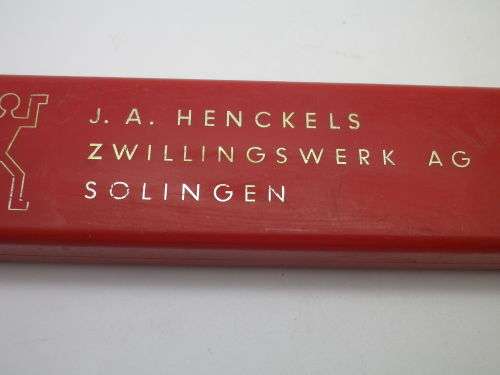 J. A. HENCKELS
ZWILLINGSWERK AG
SOLINGEN